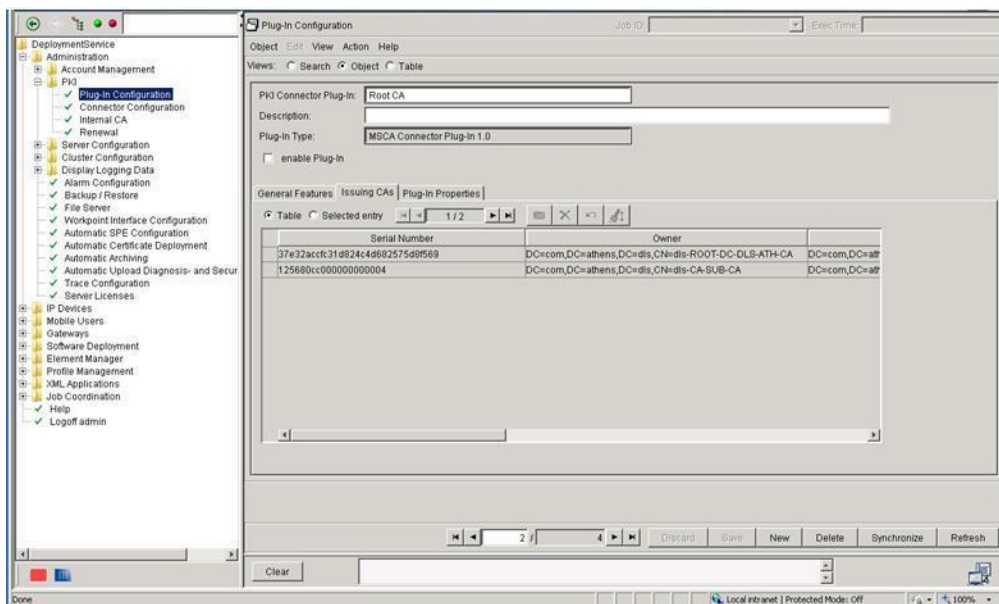 Plug-In Configuration
Job ID:
Exec Time:
Object Edit View Action Help
Views: Search Object Table
DeploymentService
Administration
Account Management
PKI
Plug-In Configuration
Connector Configuration
Internal CA
Renewal
Server Configuration
Cluster Configuration
Display Logging Data
Alarm Configuration
Backup / Restore
File Server
Workpoint Interface Configuration
Automatic SPE Configuration
Automatic Certificate Deployment
Automatic Archiving
Automatic Upload Diagnosis- and Secur
Trace Configuration
Server Licenses
IP Devices
Mobile Users
Gateways
Software Deployment
Element Manager
Profile Management
XML Applications
Job Coordination
Help
Logoff admin
PKI Connector Plug-In: Root CA
Description:
Plug-In Type: MSCA Connector Plug-In 1.0
enable Plug-In
General Features Issuing CAs Plug-In Properties
Table Selected entry 1 / 2
Serial Number Owner
37e32accfc31d824c4d682575d8f569 DC=com,DC=athens,DC=dls,CN=dls-ROOT-DC-DLS-ATH-CA DC=com,DC=ath
125680cc000000000004 DC=com,DC=athens,DC=dls,CN=dls-CA-SUB-CA DC=com,DC=ath
2 / 4 Discard Save New Delete Synchronize Refresh
Clear
Done Local intranet | Protected Mode: Off 100%